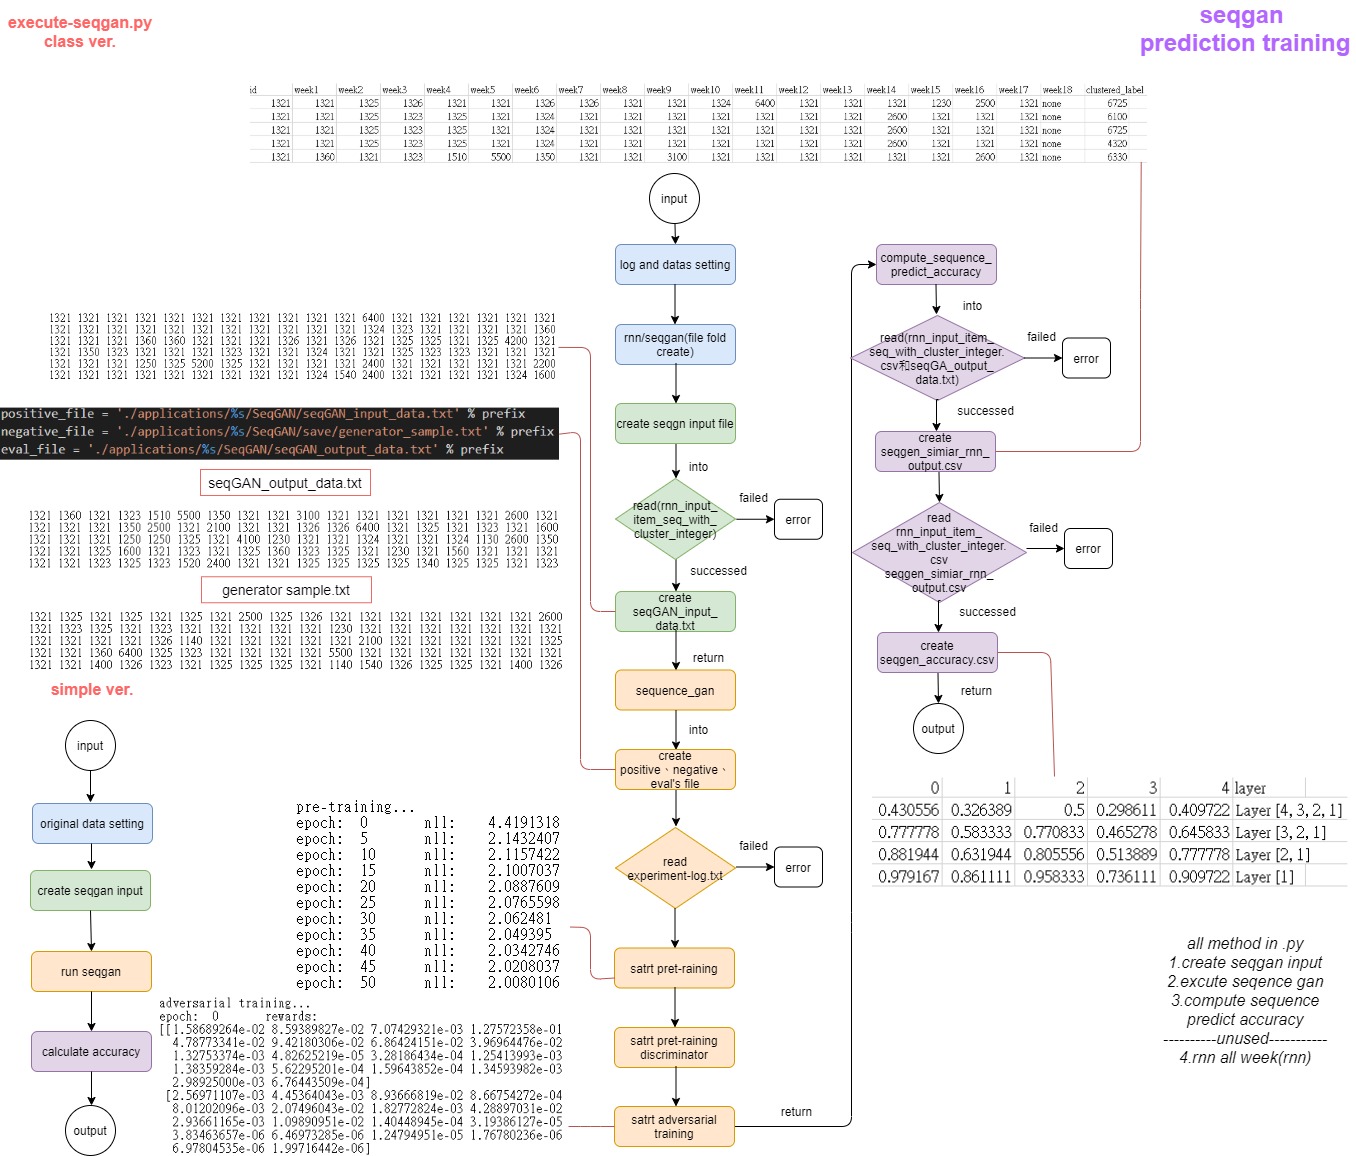 execute-seqgan.py
class ver.
seqgan
prediction training
id week1 week2 week3 week4 week5 week6 week7 week8 week9 week10 week11 week12 week13 week14 week15 week16 week17 week18 clustered_label
1321 1321 1325 1326 1321 1321 1326 1326 1321 1321 1324 6400 1321 1321 1321 1230 2500 1321 none 6725
1321 1321 1325 1323 1325 1321 1324 1321 1321 1321 1321 1321 1321 1321 2600 1321 1321 1321 none 6100
1321 1321 1325 1323 1325 1321 1324 1321 1321 1321 1321 1321 1321 1321 2600 1321 1321 1321 none 6725
1321 1321 1325 1323 1325 1321 1324 1321 1321 1321 1321 1321 1321 1321 2600 1321 1321 1321 none 4320
1321 1360 1321 1323 1510 5500 1350 1321 1321 3100 1321 1321 1321 1321 1321 1321 2600 1321 none 6330
input
log and datas setting
rnn/seqgan(file fold
create)
create seqgn input file
into
read(rnn_input_
item_seq_with_
cluster_integer)
failed
error
successed
create
seqGAN_input_
data.txt
return
sequence_gan
into
create
positive、negative、
eval's file
read
experiment-log.txt
failed
error
satrt pret-raining
satrt pret-raining
discriminator
satrt adversarial
training
return
compute_sequence_
predict_accuracy
into
read(rnn_input_item_
seq_with_cluster_integer.
csv和seqGA_output_
data.txt)
failed
error
successed
create
seqgen_simiar_rnn_
output.csv
read
rnn_input_item_
seq_with_cluster_integer.
csv
seqgen_simiar_rnn_
output.csv
failed
error
successed
create
seqgen_accuracy.csv
return
output
1321 1321 1321 1321 1321 1321 1321 1321 1321 1321 1321 6400 1321 1321 1321 1321 1321 1321
1321 1321 1321 1321 1321 1321 1321 1321 1321 1321 1321 1324 1323 1321 1321 1321 1321 1360
1321 1321 1321 1360 1360 1321 1321 1321 1326 1321 1326 1321 1325 1325 1321 1325 4200 1321
1321 1350 1323 1321 1321 1321 1323 1321 1321 1324 1321 1321 1325 1323 1323 1321 1321 1321
1321 1321 1321 1250 1325 5200 1325 1321 1321 1321 1321 2400 1321 1321 1321 1321 1321 2200
1321 1321 1321 1321 1321 1321 1321 1321 1321 1324 1540 2400 1321 1321 1321 1321 1324 1600
positive_file = './applications/%s/SeqGAN/seqGAN_input_data.txt' % prefix
negative_file = './applications/%s/SeqGAN/save/generator_sample.txt' % prefix
eval_file = './applications/%s/SeqGAN/seqGAN_output_data.txt' % prefix
seqGAN_output_data.txt
1321 1360 1321 1323 1510 5500 1350 1321 1321 3100 1321 1321 1321 1321 1321 1321 2600 1321
1321 1321 1321 1350 2500 1321 2100 1321 1321 1326 1326 6400 1321 1325 1321 1323 1321 1600
1321 1321 1321 1250 1250 1325 1321 4100 1230 1321 1321 1324 1321 1321 1324 1130 2600 1350
1321 1321 1325 1600 1321 1323 1321 1325 1360 1323 1325 1321 1230 1321 1560 1321 1321 1321
1321 1321 1323 1325 1323 1520 2400 1321 1321 1325 1325 1325 1325 1340 1325 1325 1321 1323
generator sample.txt
1321 1325 1321 1325 1321 1325 1321 2500 1325 1326 1321 1321 1321 1321 1321 1321 1321 2600
1321 1323 1325 1321 1323 1321 1321 1321 1321 1321 1230 1321 1321 1321 1321 1321 1321 1321
1321 1321 1321 1321 1326 1140 1321 1321 1321 1321 1321 2100 1321 1321 1321 1321 1321 1325
1321 1321 1360 6400 1325 1323 1321 1321 1321 1321 5500 1321 1321 1321 1321 1321 1321 1321
1321 1321 1400 1326 1323 1321 1325 1325 1325 1321 1140 1540 1326 1325 1325 1321 1400 1326
simple ver.
input
original data setting
create seqgan input
run seqgan
calculate accuracy
output
pre-training...
epoch: 0 nll: 4.4191318
epoch: 5 nll: 2.1432407
epoch: 10 nll: 2.1157422
epoch: 15 nll: 2.1007037
epoch: 20 nll: 2.0887609
epoch: 25 nll: 2.0765598
epoch: 30 nll: 2.062481
epoch: 35 nll: 2.049395
epoch: 40 nll: 2.0342746
epoch: 45 nll: 2.0208037
epoch: 50 nll: 2.0080106
adversarial training...
epoch: 0 rewards:
[[1.58689264e-02 8.59389827e-02 7.07429321e-03 1.27572358e-01
4.78773341e-02 9.42180306e-02 6.86424151e-02 3.96964476e-02
1.32753374e-03 4.82625219e-05 3.28186434e-04 1.25413993e-03
1.38359284e-03 5.62295201e-04 1.59643852e-04 1.34593982e-03
2.98925000e-03 6.76443509e-04]
[2.56971107e-03 4.45364043e-03 8.93666819e-02 8.66754272e-04
8.01202096e-03 2.07496043e-02 1.82772824e-03 4.28897031e-02
2.93661165e-03 1.09890951e-02 1.40448945e-04 3.19386127e-05
3.83463657e-06 6.46973285e-06 1.24794951e-05 1.76780236e-06
6.97804535e-06 1.99716442e-06]
0 1 2 3 4 layer
0.430556 0.326389 0.5 0.298611 0.409722 Layer [4, 3, 2, 1]
0.777778 0.583333 0.770833 0.465278 0.645833 Layer [3, 2, 1]
0.881944 0.631944 0.805556 0.513889 0.777778 Layer [2, 1]
0.979167 0.861111 0.958333 0.736111 0.909722 Layer [1]
all method in .py
1.create seqgan input
2.excute seqence gan
3.compute sequence
predict accuracy
----------unused-----------
4.rnn all week(rnn)